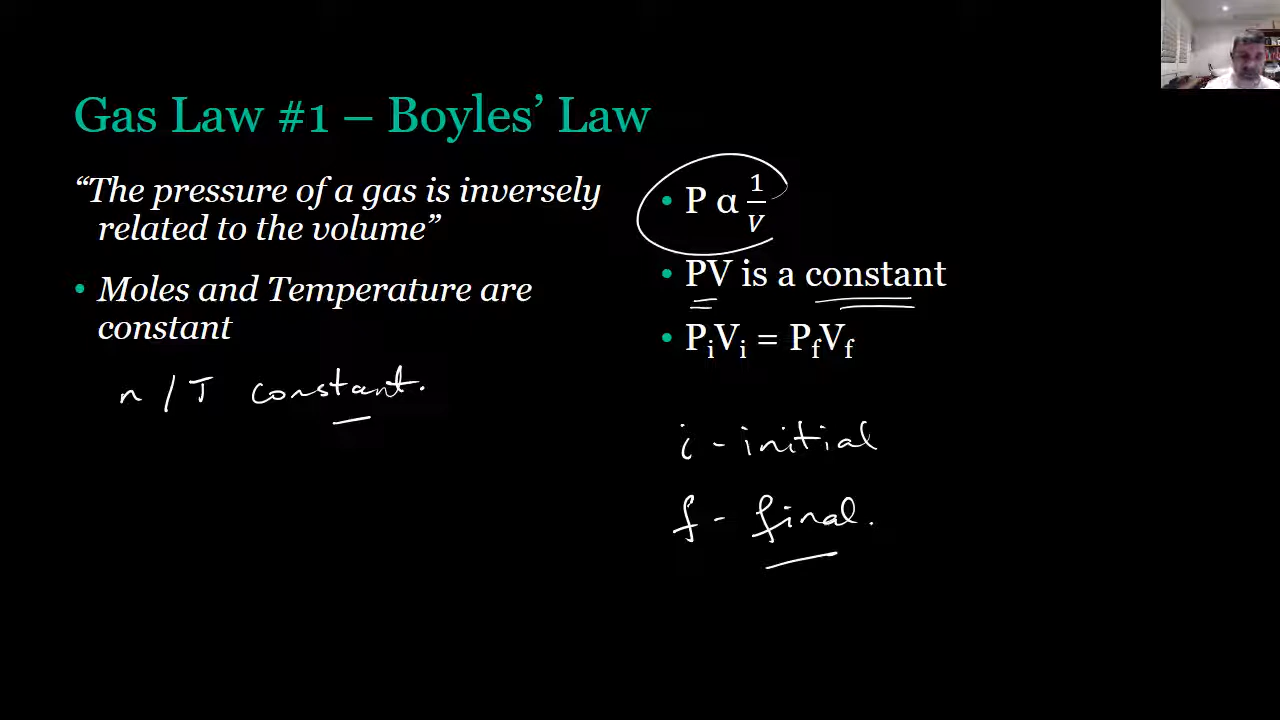 Gas Law #1 – Boyles’ Law
“The pressure of a gas is inversely
related to the volume”
• Moles and Temperature are
constant
n / T constant.
• P α 1/V
• PV is a constant
• PᵢVᵢ = P_fV_f
i - initial
f - final.